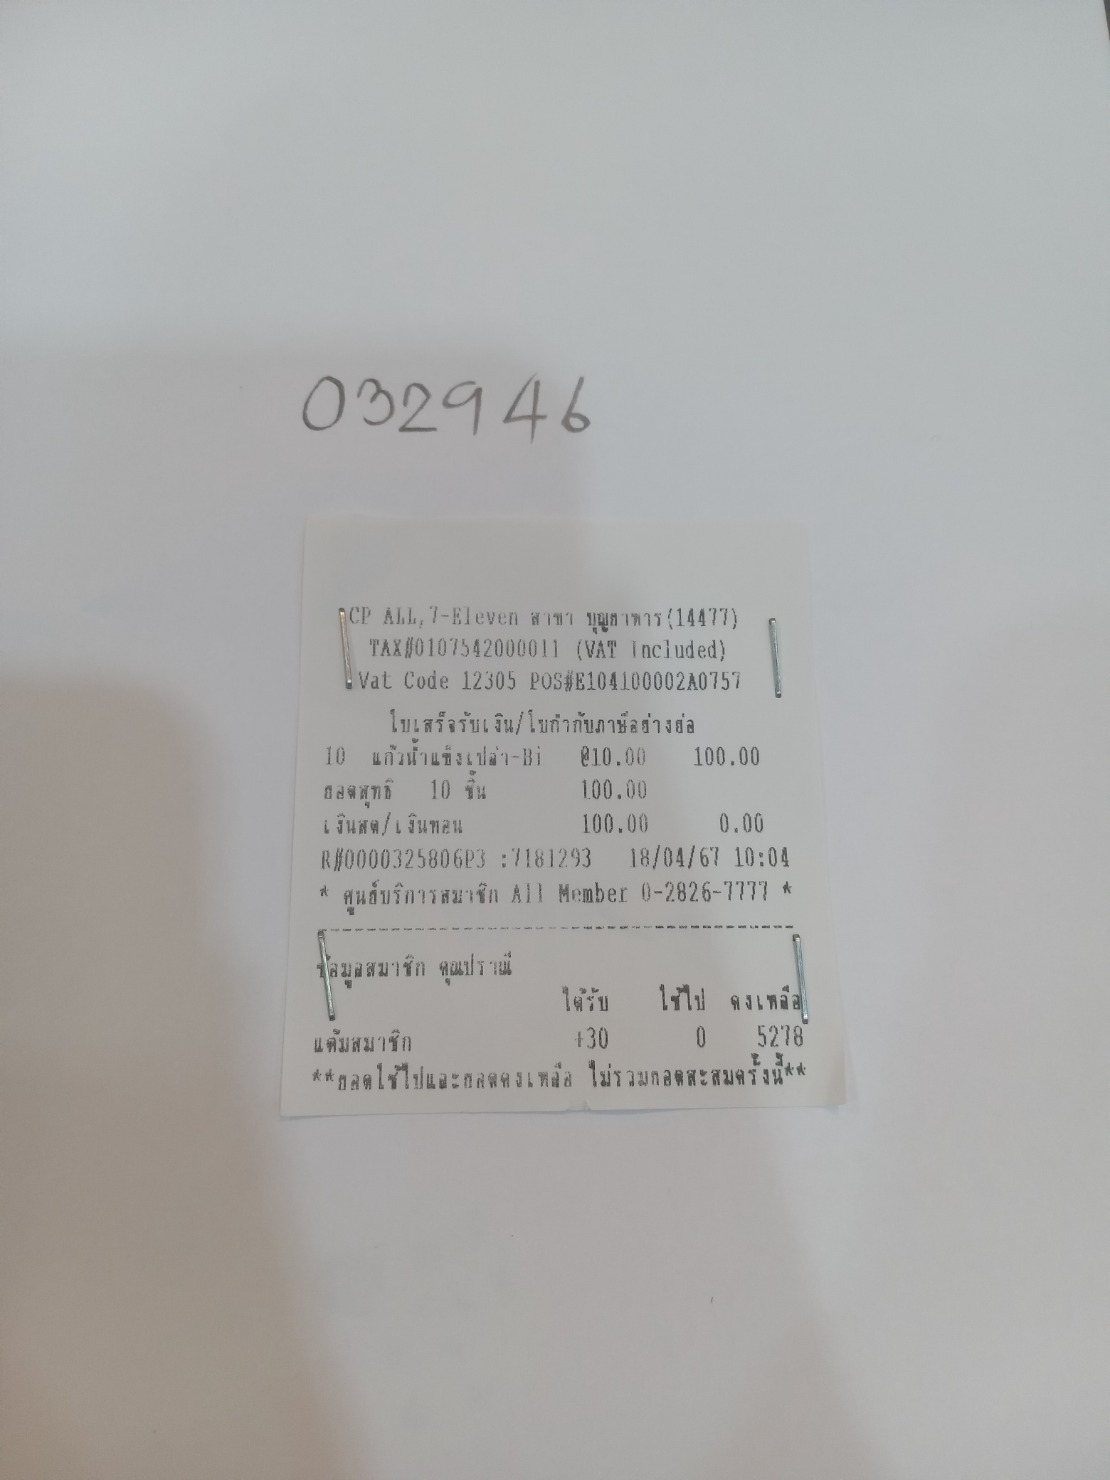 032946
CP ALL,7-Eleven สาขา บุญธาหาร(14477)
TAX#0107542000011 (VAT Included)
Vat Code 12305 POS#E104100002A0757
ใบเสร็จรับเงิน/ใบกำกับภาษีอย่างย่อ
10 แก้วน้ำแข็งเปล่า-Bi @10.00 100.00
ยอดสุทธิ 10 ชิ้น 100.00
เงินสด/เงินทอน 100.00 0.00
R#0000325806P3 :7181293 18/04/67 10:04
* ศูนย์บริการสมาชิก All Member 0-2826-7777 *
ข้อมูลสมาชิก คุณปราณี
ได้รับ ใช้ไป คงเหลือ
แต้มสมาชิก +30 0 5278
**ยอดใช้ไปและยอดคงเหลือ ไม่รวมยอดสะสมครั้งนี้**